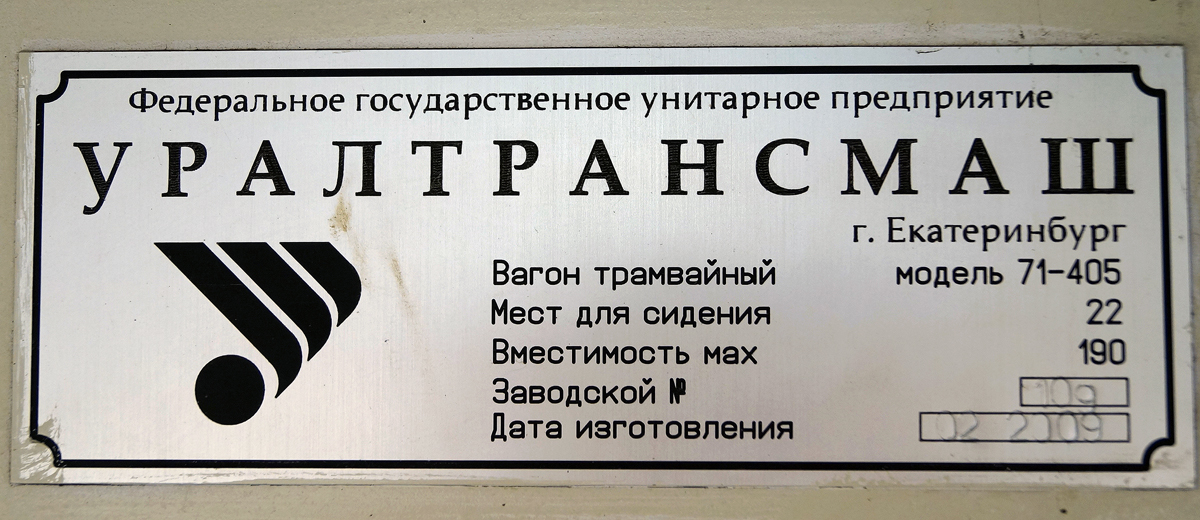 Федеральное государственное унитарное предприятие
УРАЛТРАНСМАШ
г. Екатеринбург
Вагон трамвайный модель 71-405
Мест для сидения 22
Вместимость мах 190
Заводской №
Дата изготовления 02 2009